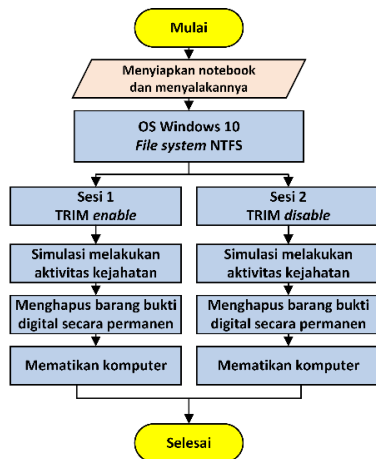 Mulai
Menyiapkan notebook
dan menyalakannya
OS Windows 10
File system NTFS
Sesi 1
TRIM enable
Sesi 2
TRIM disable
Simulasi melakukan
aktivitas kejahatan
Simulasi melakukan
aktivitas kejahatan
Menghapus barang bukti
digital secara permanen
Menghapus barang bukti
digital secara permanen
Mematikan komputer
Mematikan komputer
Selesai